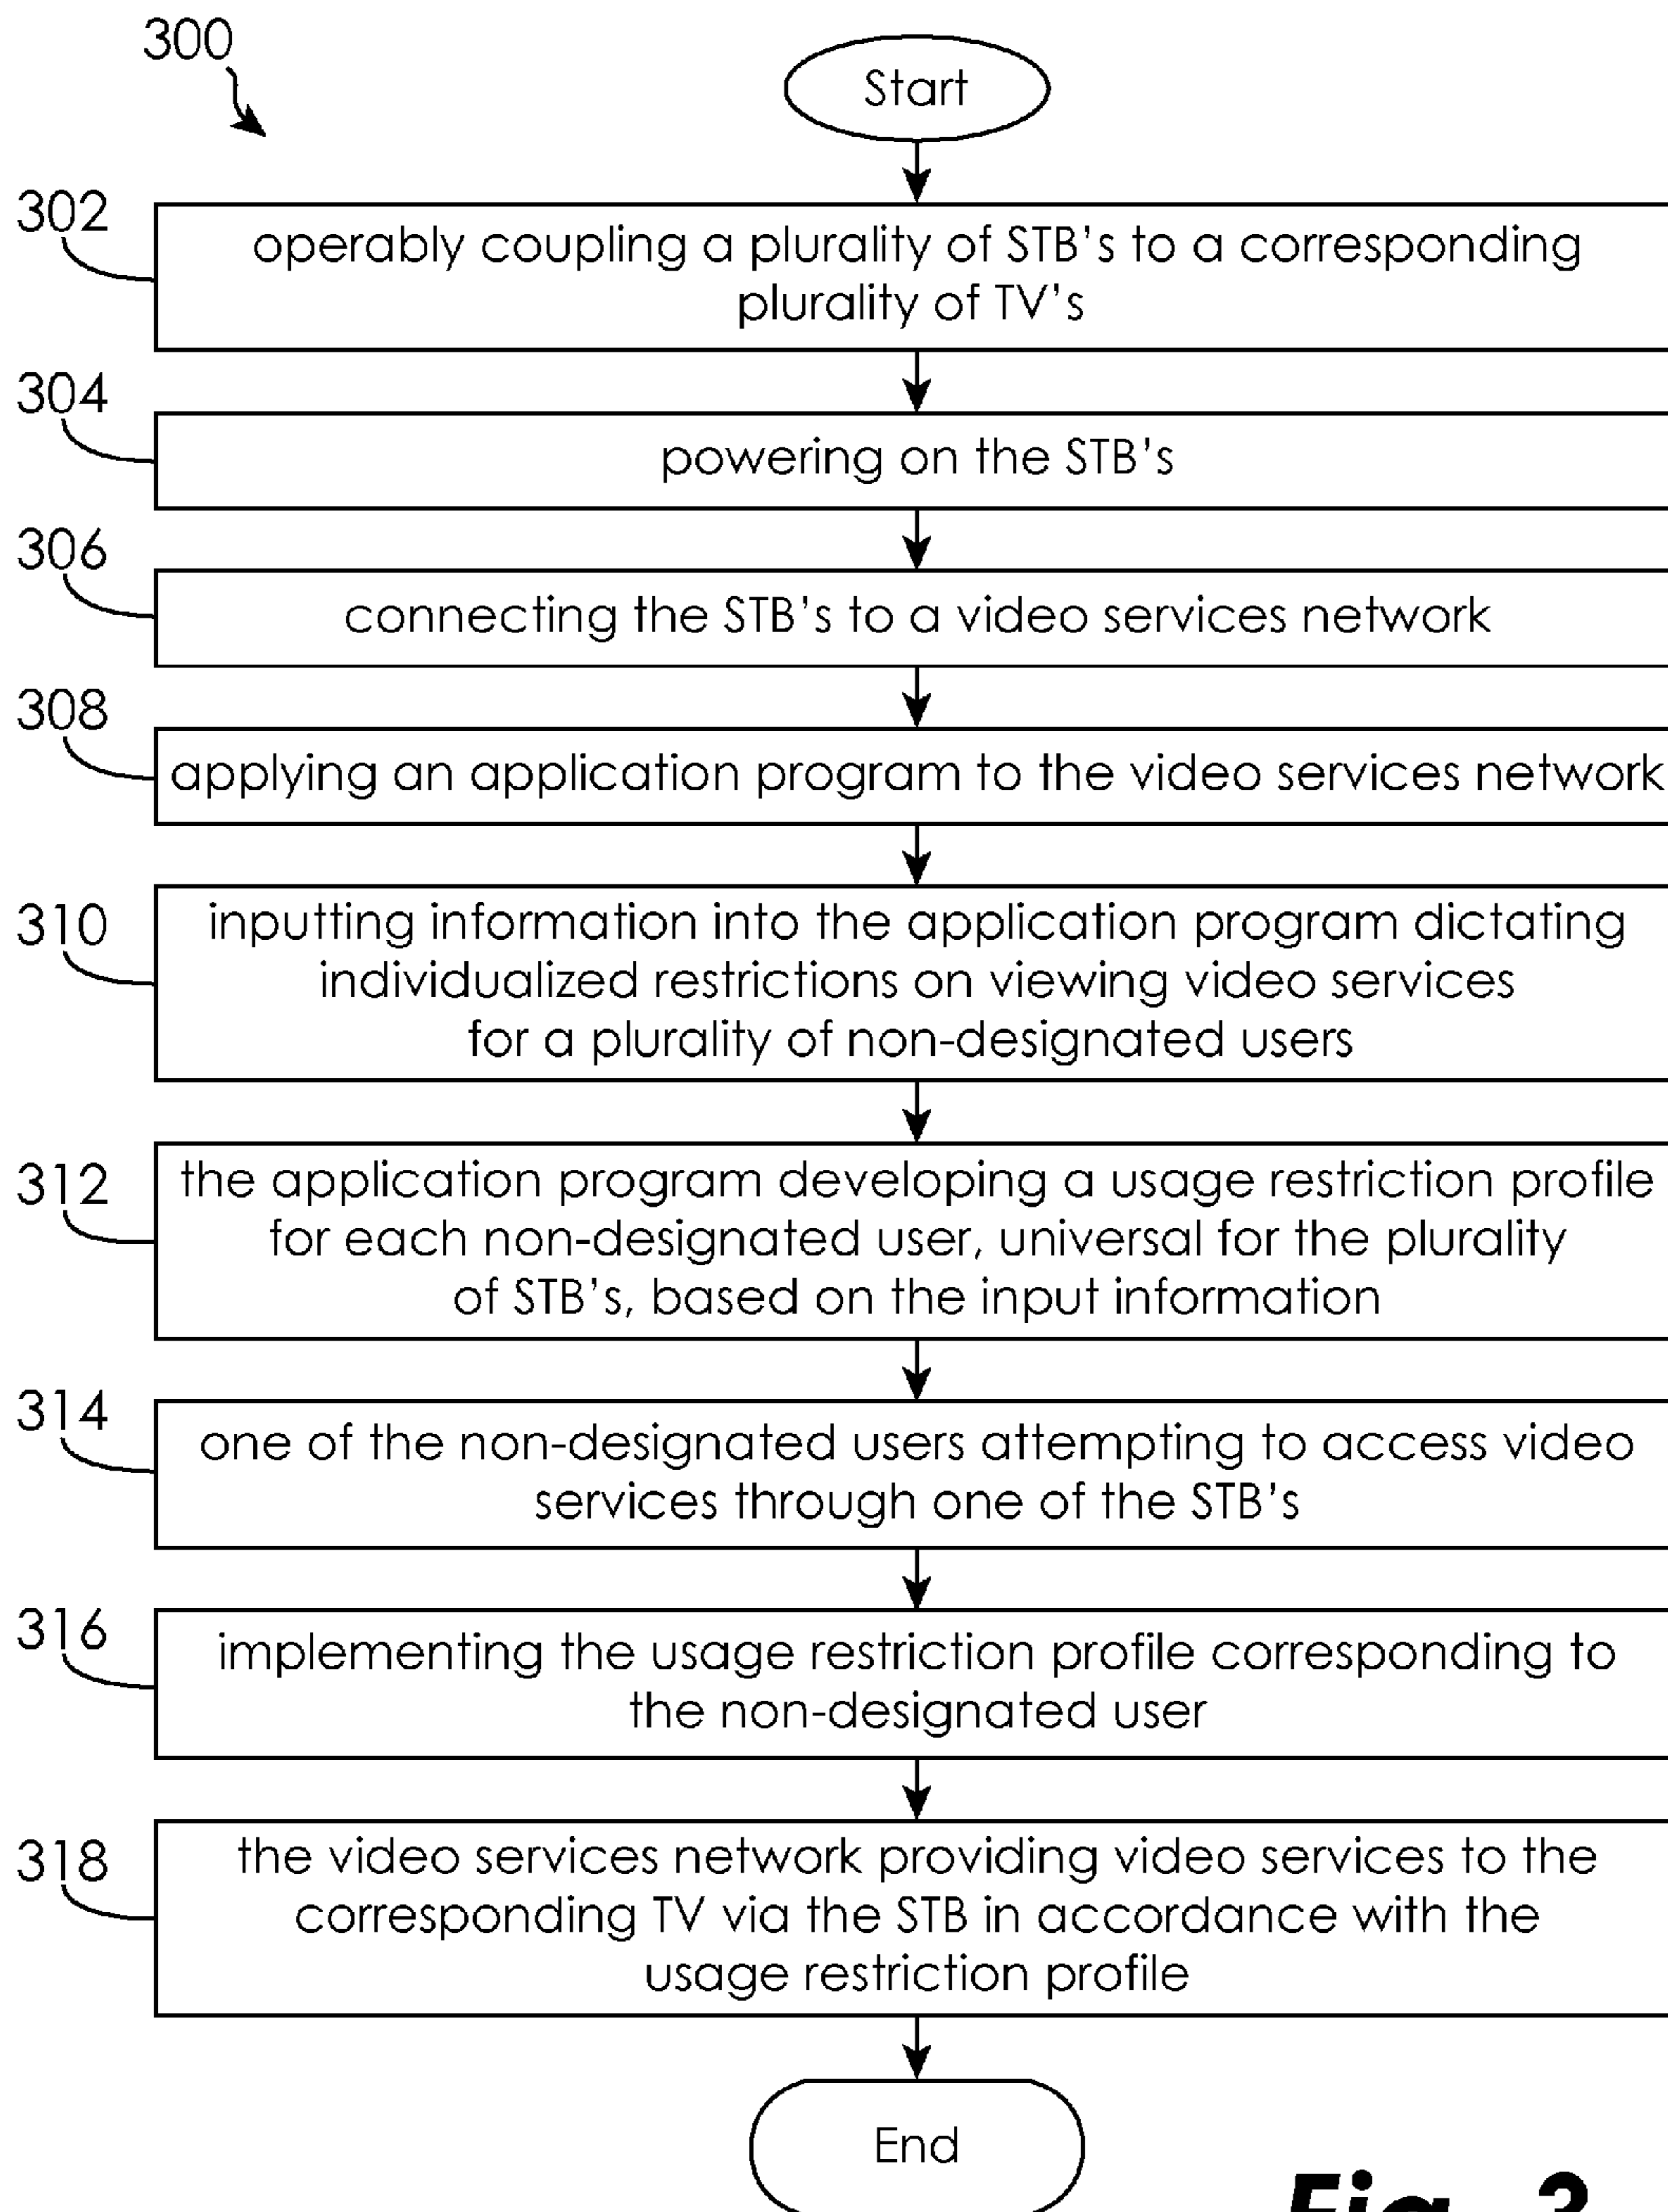 300
Start
302
operably coupling a plurality of STB's to a corresponding
plurality of TV's
304
powering on the STB's
306
connecting the STB's to a video services network
308
applying an application program to the video services network
310
inputting information into the application program dictating
individualized restrictions on viewing video services
for a plurality of non-designated users
312
the application program developing a usage restriction profile
for each non-designated user, universal for the plurality
of STB's, based on the input information
314
one of the non-designated users attempting to access video
services through one of the STB's
316
implementing the usage restriction profile corresponding to
the non-designated user
318
the video services network providing video services to the
corresponding TV via the STB in accordance with the
usage restriction profile
End
Fig. 3